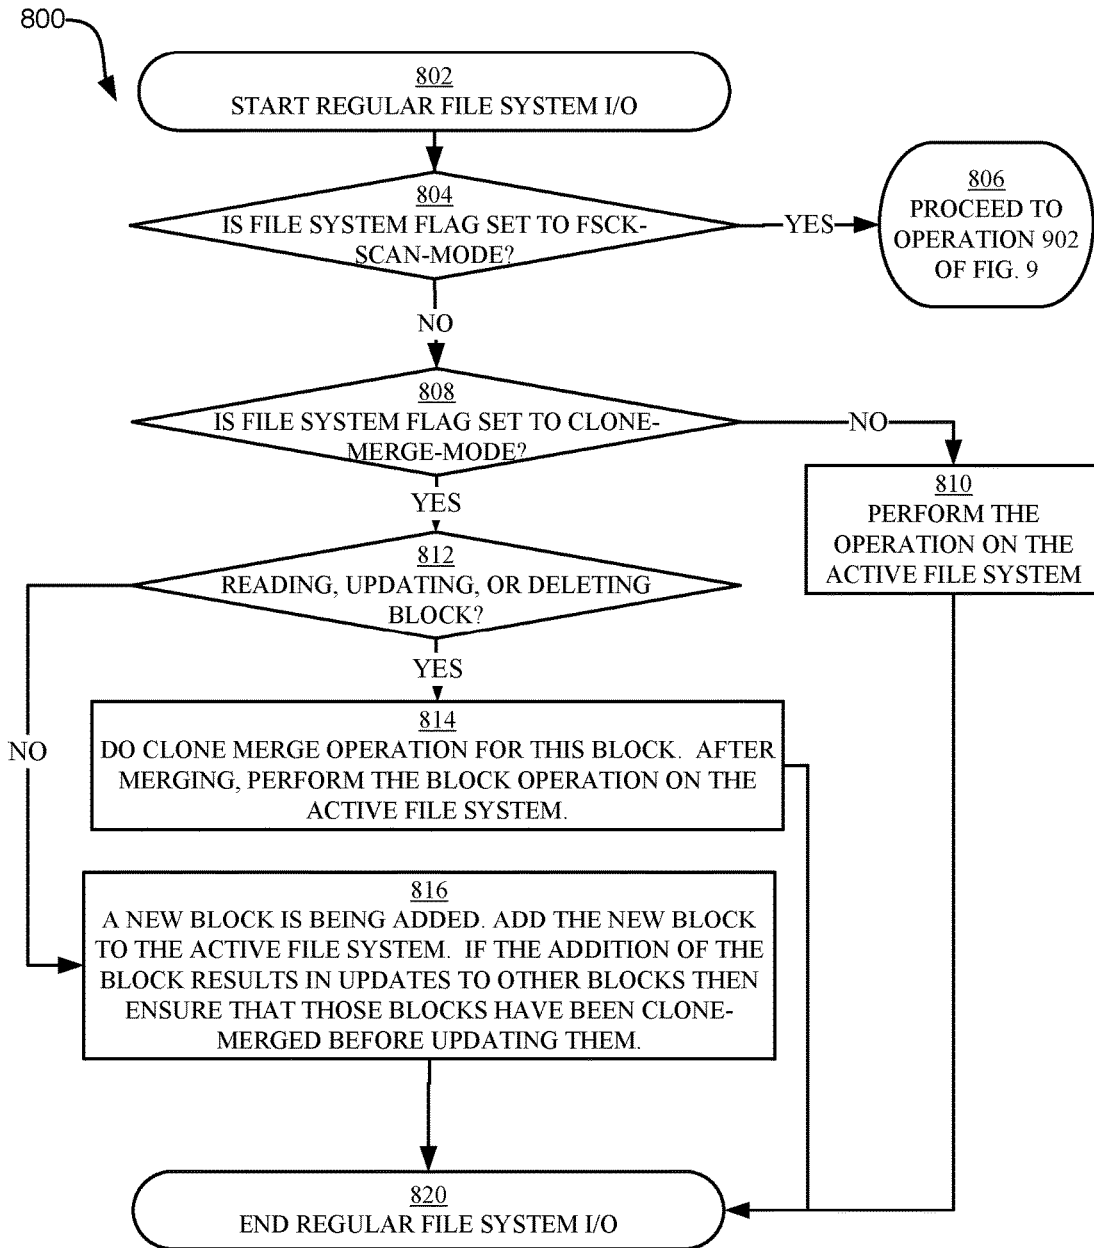 800
802
START REGULAR FILE SYSTEM I/O
804
IS FILE SYSTEM FLAG SET TO FSCK-
SCAN-MODE?
YES
806
PROCEED TO
OPERATION 902
OF FIG. 9
NO
808
IS FILE SYSTEM FLAG SET TO CLONE-
MERGE-MODE?
NO
810
PERFORM THE
OPERATION ON THE
ACTIVE FILE SYSTEM
YES
812
READING, UPDATING, OR DELETING
BLOCK?
YES
NO
814
DO CLONE MERGE OPERATION FOR THIS BLOCK. AFTER
MERGING, PERFORM THE BLOCK OPERATION ON THE
ACTIVE FILE SYSTEM.
816
A NEW BLOCK IS BEING ADDED. ADD THE NEW BLOCK
TO THE ACTIVE FILE SYSTEM. IF THE ADDITION OF THE
BLOCK RESULTS IN UPDATES TO OTHER BLOCKS THEN
ENSURE THAT THOSE BLOCKS HAVE BEEN CLONE-
MERGED BEFORE UPDATING THEM.
820
END REGULAR FILE SYSTEM I/O